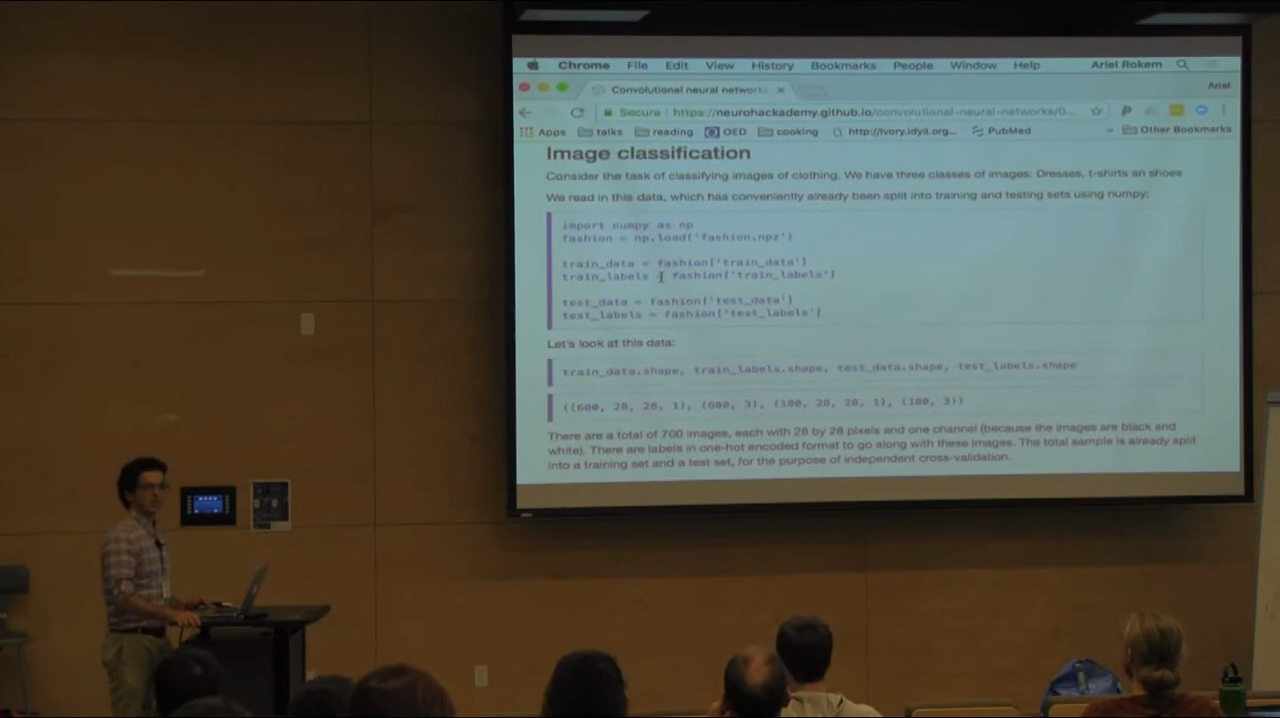 Chrome File Edit View History Bookmarks People Window Help Ariel Rokem
Convolutional neural network Ariel
Secure https://neurohackademy.github.io/convolutional-neural-networks/0...
Apps talks reading OED cooking http://ivory.idyll.org... PubMed » Other Bookmarks
Image classification
Consider the task of classifying images of clothing. We have three classes of images: Dresses, t-shirts an shoes
We read in this data, which has conveniently already been split into training and testing sets using numpy:
import numpy as np
fashion = np.load('fashion.npz')
train_data = fashion['train_data']
train_labels = fashion['train_labels']
test_data = fashion['test_data']
test_labels = fashion['test_labels']
Let's look at this data:
train_data.shape, train_labels.shape, test_data.shape, test_labels.shape
((600, 28, 28, 1), (600, 3), (100, 28, 28, 1), (100, 3))
There are a total of 700 images, each with 28 by 28 pixels and one channel (because the images are black and
white). There are labels in one-hot encoded format to go along with these images. The total sample is already split
into a training set and a test set, for the purpose of independent cross-validation.